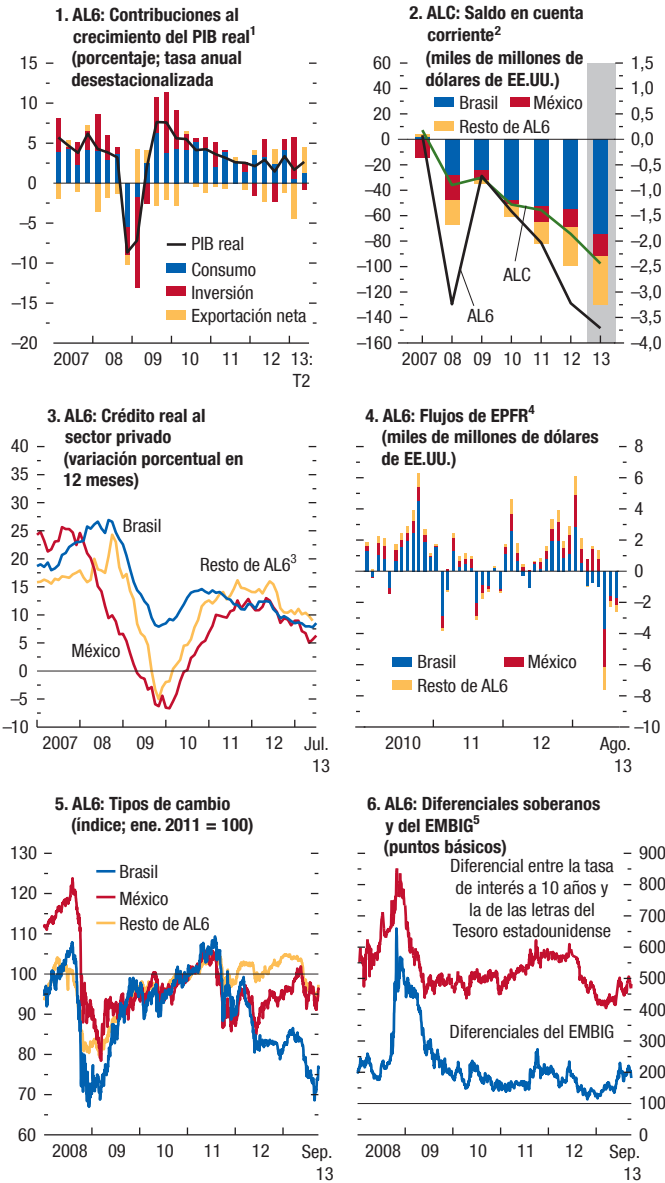 1. AL6: Contribuciones al
crecimiento del PIB real1
(porcentaje; tasa anual
desestacionalizada
15
10
5
0
–5
–10
–15
–20
PIB real
Consumo
Inversión
Exportación neta
2007 08 09 10 11 12 13:
T2
2. ALC: Saldo en cuenta
corriente2
(miles de millones de
dólares de EE.UU.)
60
40
20
0
–20
–40
–60
–80
–100
–120
–140
–160
1,5
1,0
0,5
0,0
–0,5
–1,0
–1,5
–2,0
–2,5
–3,0
–3,5
–4,0
Brasil México
Resto de AL6
ALC
AL6
2007 08 09 10 11 12 13
3. AL6: Crédito real al
sector privado
(variación porcentual en
12 meses)
40
35
30
25
20
15
10
5
0
–5
–10
Brasil
Resto de AL63
México
2007 08 09 10 11 12 Jul.
13
4. AL6: Flujos de EPFR4
(miles de millones de dólares
de EE.UU.)
8
6
4
2
0
–2
–4
–6
–8
–10
Brasil México
Resto de AL6
2010 11 12 Ago.
13
5. AL6: Tipos de cambio
(índice; ene. 2011 = 100)
130
120
110
100
90
80
70
60
Brasil
México
Resto de AL6
2008 09 10 11 12 Sep.
13
6. AL6: Diferenciales soberanos
y del EMBIG5
(puntos básicos)
900
800
700
600
500
400
300
200
100
0
Diferencial entre la tasa
de interés a 10 años y
la de las letras del
Tesoro estadounidense
Diferenciales del EMBIG
2008 09 10 11 12 Sep.
13